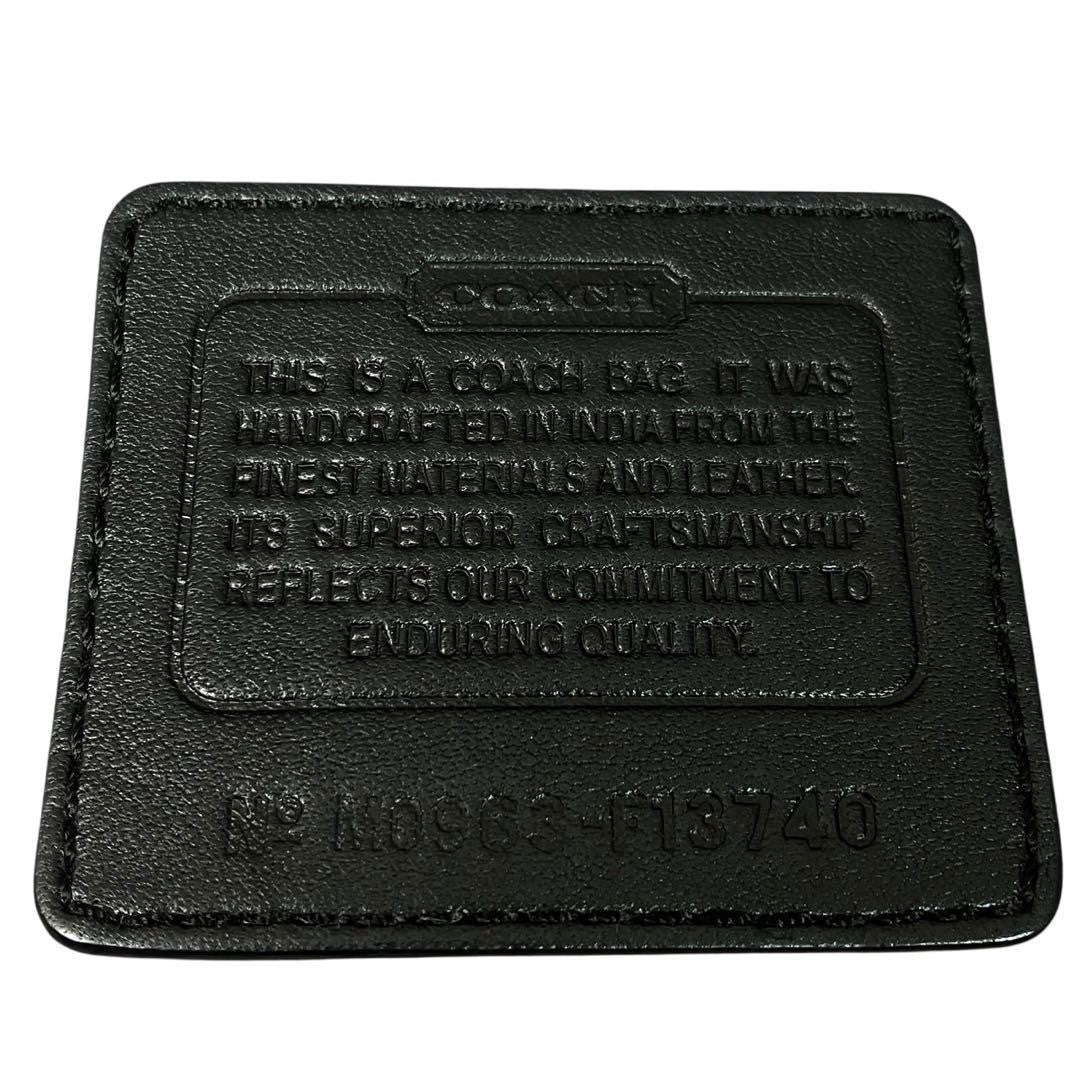 COACH
THIS IS A COACH BAG. IT WAS
HANDCRAFTED IN INDIA FROM THE
FINEST MATERIALS AND LEATHER.
ITS SUPERIOR CRAFTSMANSHIP
REFLECTS OUR COMMITMENT TO
ENDURING QUALITY.
Nº M0963-F13740